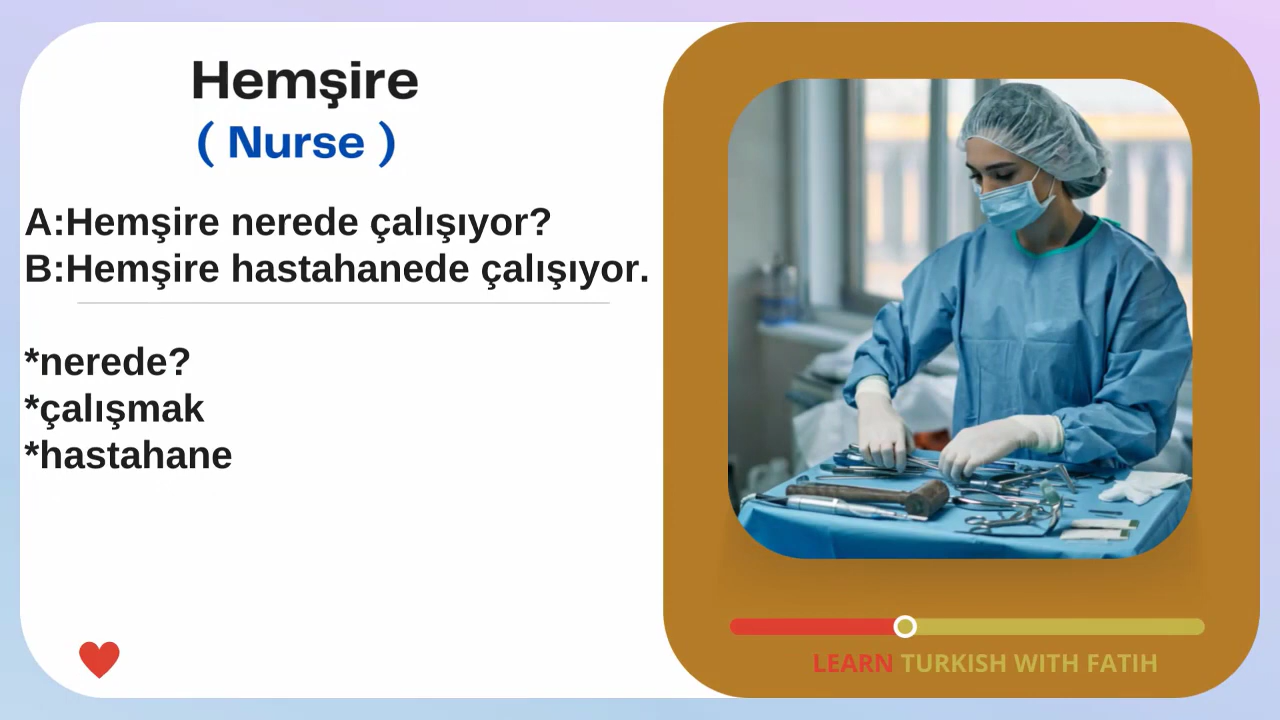 Hemşire
( Nurse )
A:Hemşire nerede çalışıyor?
B:Hemşire hastahanede çalışıyor.
*nerede?
*çalışmak
*hastahane
LEARN TURKISH WITH FATIH